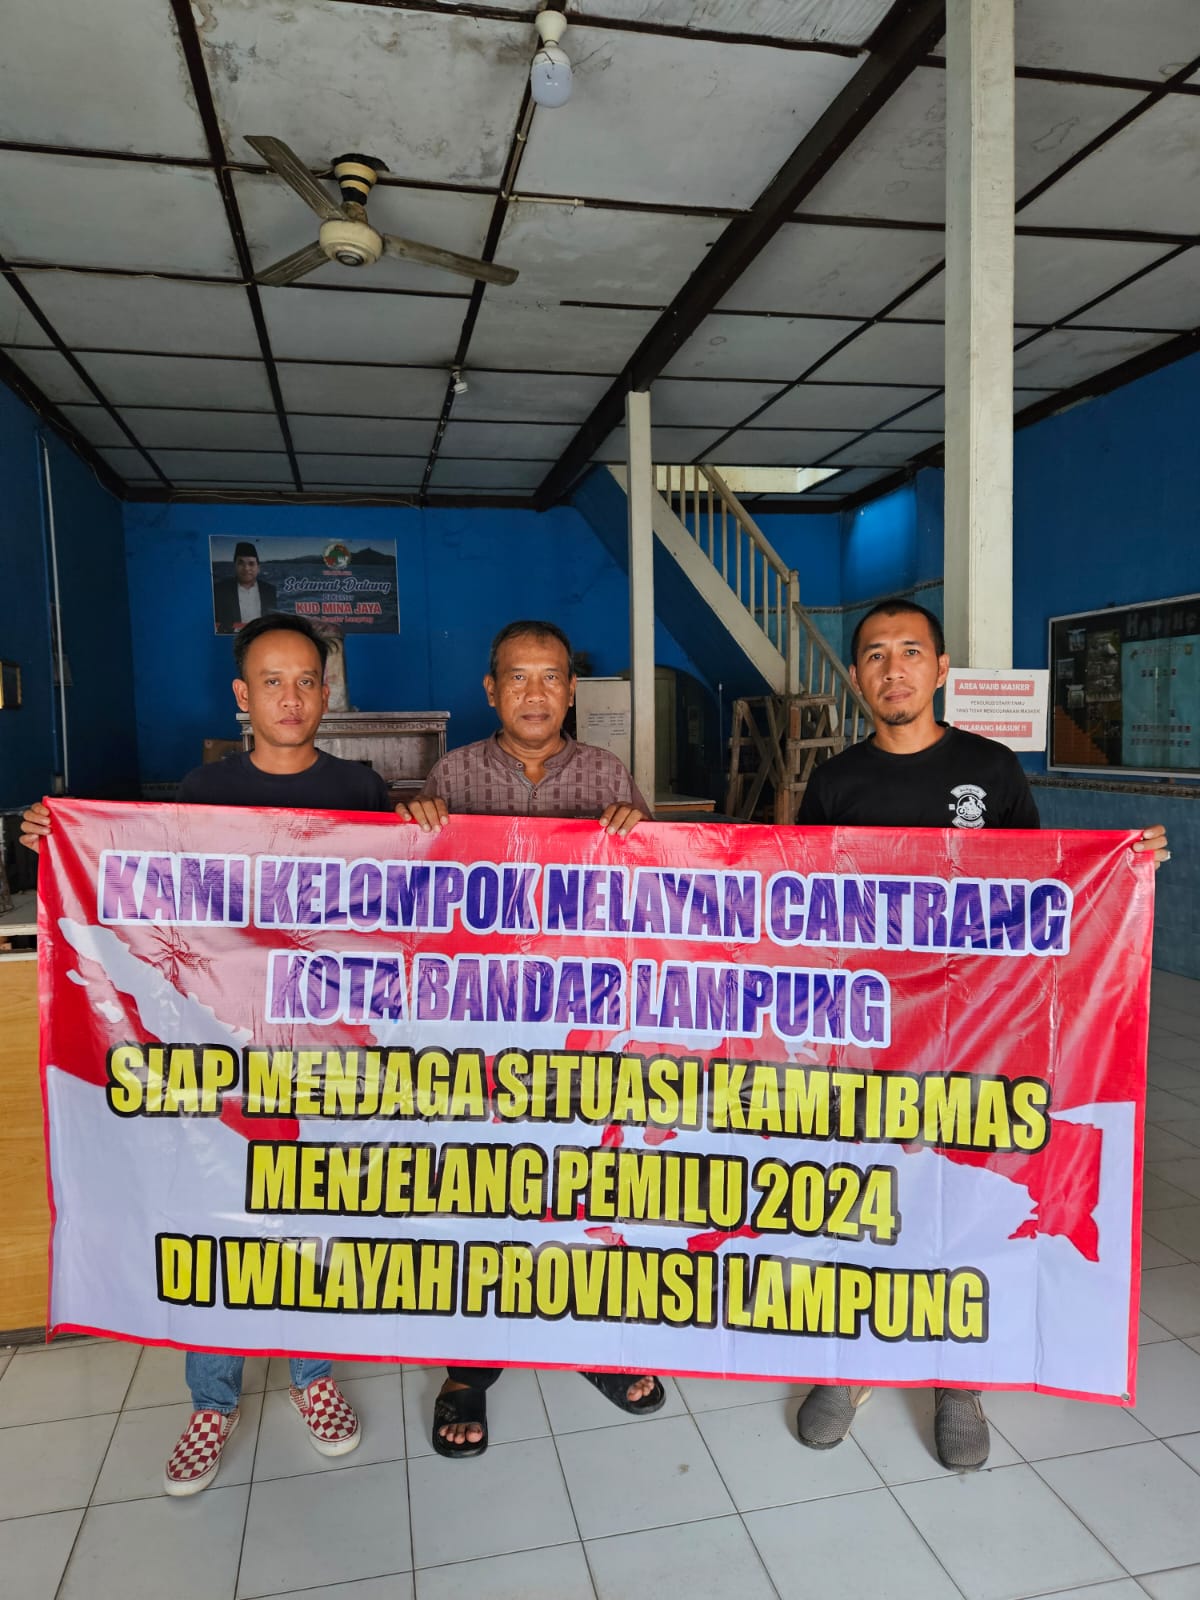 Selamat Datang
KUD MINA JAYA
AREA WAJIB MASKER
DILARANG MASUK !!
KAMI KELOMPOK NELAYAN CANTRANG
KOTA BANDAR LAMPUNG
SIAP MENJAGA SITUASI KAMTIBMAS
MENJELANG PEMILU 2024
DI WILAYAH PROVINSI LAMPUNG